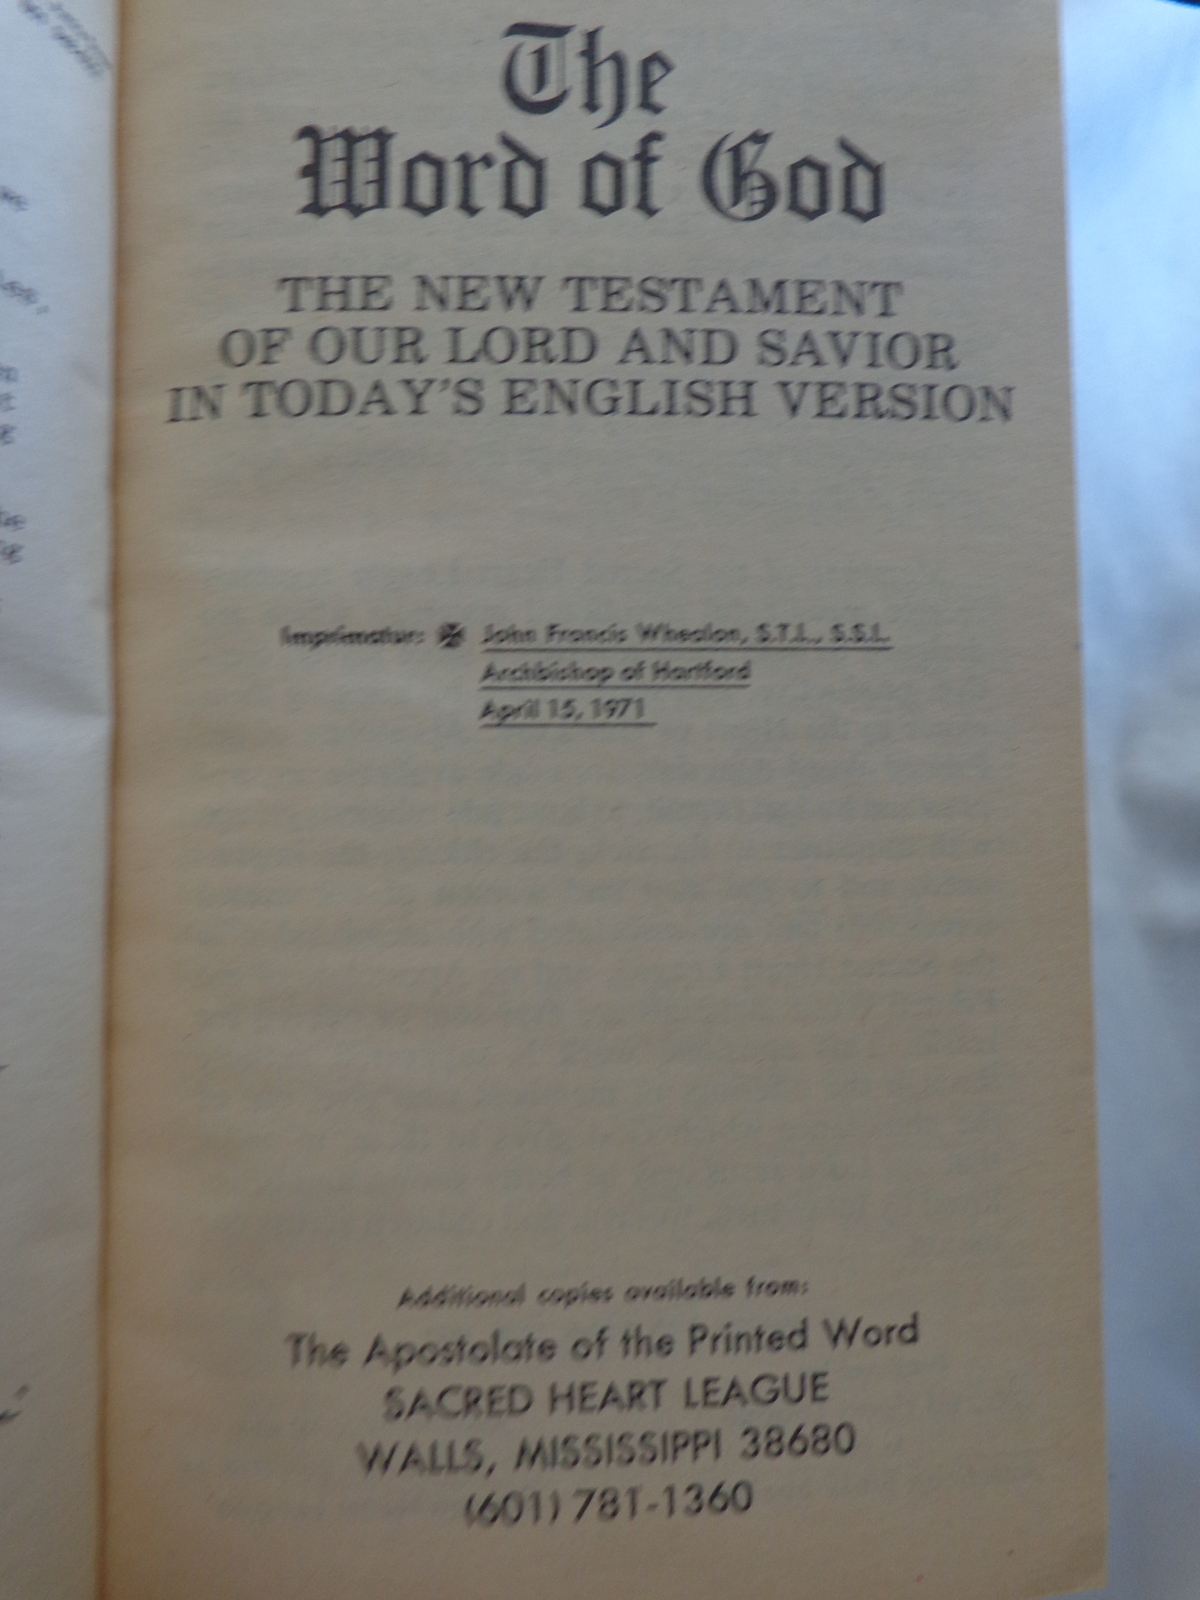 The
Word of God
THE NEW TESTAMENT
OF OUR LORD AND SAVIOR
IN TODAY'S ENGLISH VERSION
Imprimatur: ✠ John Francis Whealon, S.T.L., S.S.L.
Archbishop of Hartford
April 15, 1971
Additional copies available from:
The Apostolate of the Printed Word
SACRED HEART LEAGUE
WALLS, MISSISSIPPI 38680
(601) 781-1360